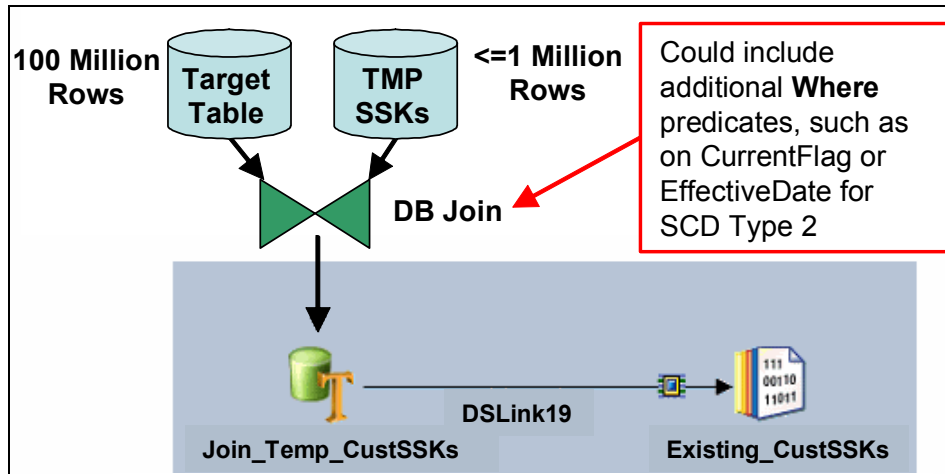 100 Million
Rows
Target
Table
TMP
SSKs
<=1 Million
Rows
Could include
additional Where
predicates, such as
on CurrentFlag or
EffectiveDate for
SCD Type 2
DB Join
T
111
00110
11011
DSLink19
Join_Temp_CustSSKs
Existing_CustSSKs